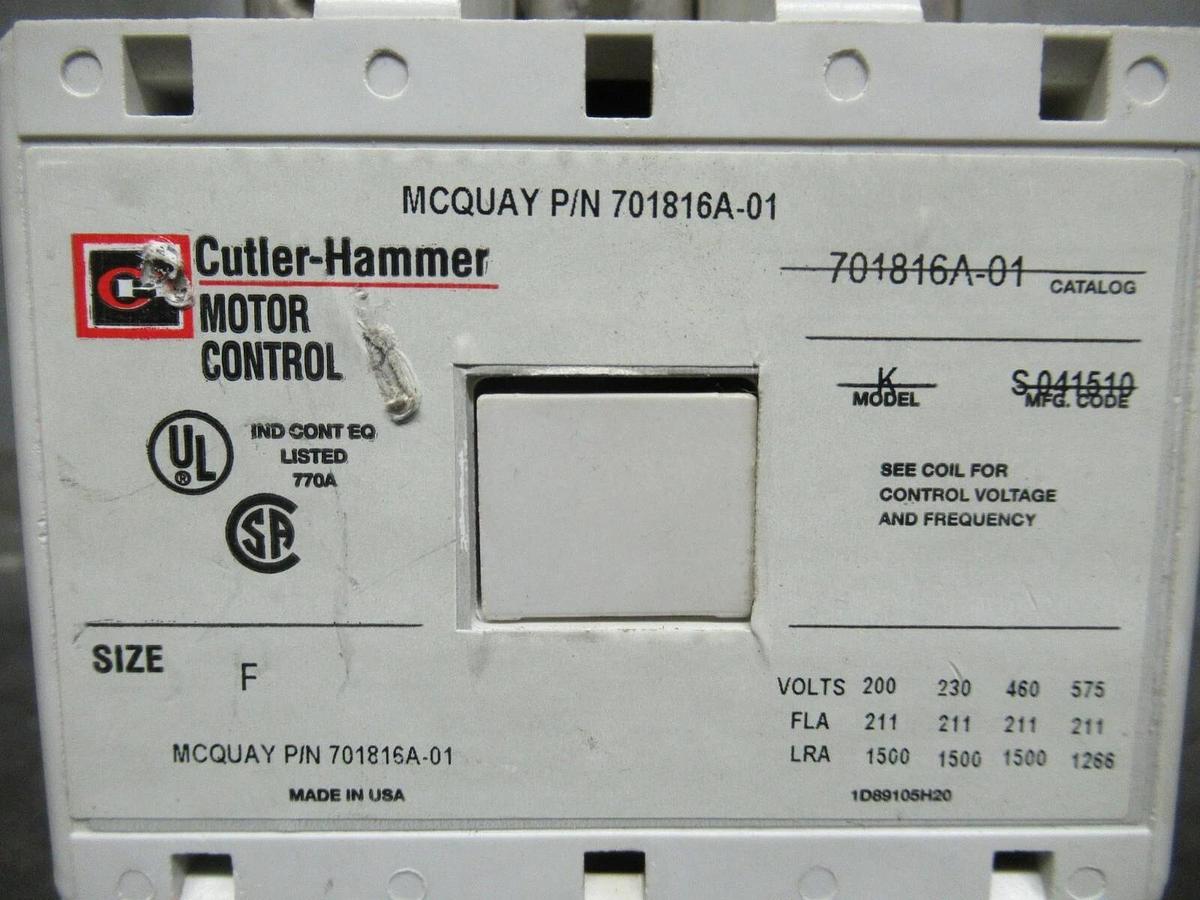 MCQUAY P/N 701816A-01
Cutler-Hammer
MOTOR
CONTROL
701816A-01 CATALOG
K
MODEL
S 041510
MFG. CODE
UL
®
IND CONT EQ
LISTED
770A
SA
SEE COIL FOR
CONTROL VOLTAGE
AND FREQUENCY
SIZE F
VOLTS 200 230 460 575
FLA 211 211 211 211
LRA 1500 1500 1500 1266
MCQUAY P/N 701816A-01
MADE IN USA
1D89105H20